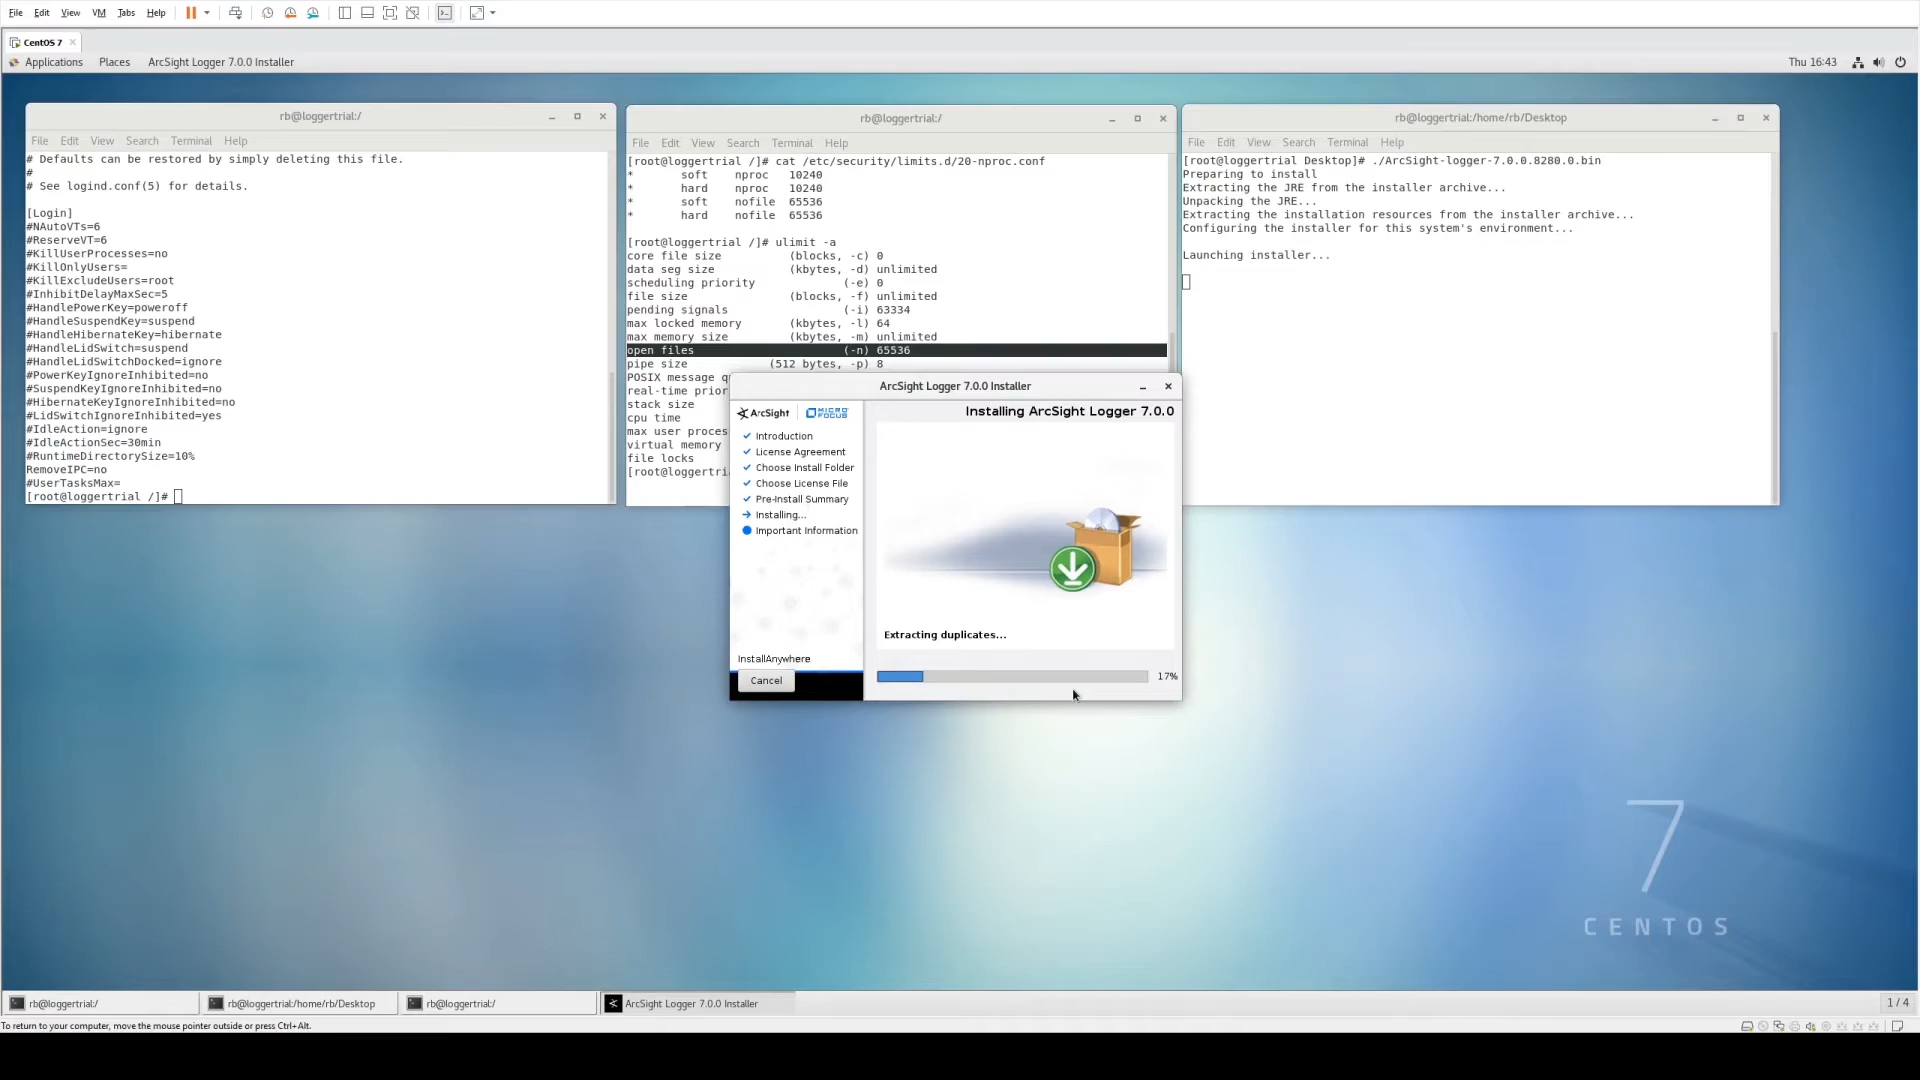 File Edit View VM Tabs Help
CentOS 7
Applications Places ArcSight Logger 7.0.0 Installer Thu 16:43
rb@loggertrial:/
File Edit View Search Terminal Help
# Defaults can be restored by simply deleting this file.
#
# See logind.conf(5) for details.
[Login]
#NAutoVTs=6
#ReserveVT=6
#KillUserProcesses=no
#KillOnlyUsers=
#KillExcludeUsers=root
#InhibitDelayMaxSec=5
#HandlePowerKey=poweroff
#HandleSuspendKey=suspend
#HandleHibernateKey=hibernate
#HandleLidSwitch=suspend
#HandleLidSwitchDocked=ignore
#PowerKeyIgnoreInhibited=no
#SuspendKeyIgnoreInhibited=no
#HibernateKeyIgnoreInhibited=no
#LidSwitchIgnoreInhibited=yes
#IdleAction=ignore
#IdleActionSec=30min
#RuntimeDirectorySize=10%
RemoveIPC=no
#UserTasksMax=
[root@loggertrial /]#
rb@loggertrial:/
File Edit View Search Terminal Help
[root@loggertrial /]# cat /etc/security/limits.d/20-nproc.conf
* soft nproc 10240
* hard nproc 10240
* soft nofile 65536
* hard nofile 65536
[root@loggertrial /]# ulimit -a
core file size (blocks, -c) 0
data seg size (kbytes, -d) unlimited
scheduling priority (-e) 0
file size (blocks, -f) unlimited
pending signals (-i) 63334
max locked memory (kbytes, -l) 64
max memory size (kbytes, -m) unlimited
open files (-n) 65536
pipe size (512 bytes, -p) 8
POSIX message q
real-time prior
stack size
cpu time
max user proces
virtual memory
file locks
[root@loggertri
rb@loggertrial:/home/rb/Desktop
File Edit View Search Terminal Help
[root@loggertrial Desktop]# ./ArcSight-logger-7.0.0.8280.0.bin
Preparing to install
Extracting the JRE from the installer archive...
Unpacking the JRE...
Extracting the installation resources from the installer archive...
Configuring the installer for this system's environment...
Launching installer...
ArcSight Logger 7.0.0 Installer
ArcSight MICRO FOCUS
Installing ArcSight Logger 7.0.0
Introduction
License Agreement
Choose Install Folder
Choose License File
Pre-Install Summary
Installing...
Important Information
Extracting duplicates...
InstallAnywhere
Cancel
17%
7
CENTOS
rb@loggertrial:/ rb@loggertrial:/home/rb/Desktop rb@loggertrial:/ ArcSight Logger 7.0.0 Installer 1 / 4
To return to your computer, move the mouse pointer outside or press Ctrl+Alt.